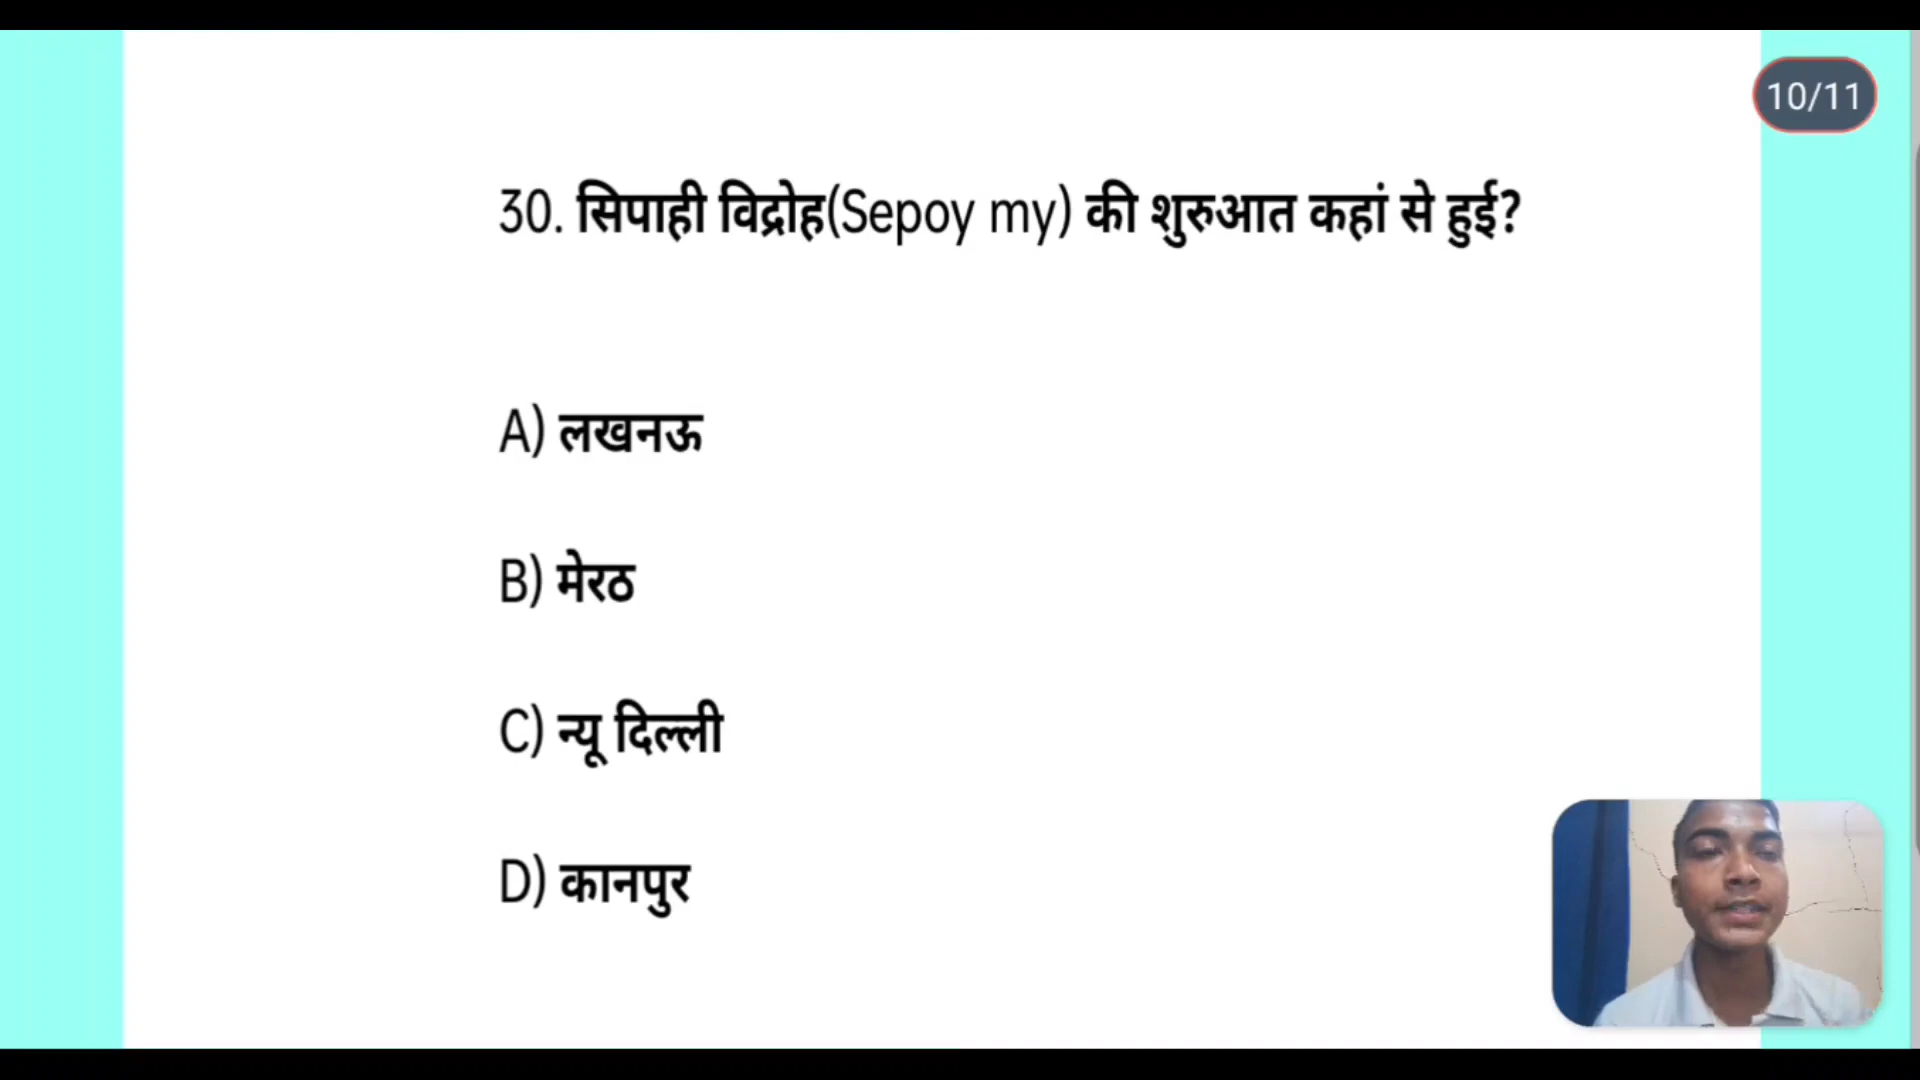 10/11
30. सिपाही विद्रोह(Sepoy my) की शुरुआत कहां से हुई?
A) लखनऊ
B) मेरठ
C) न्यू दिल्ली
D) कानपुर